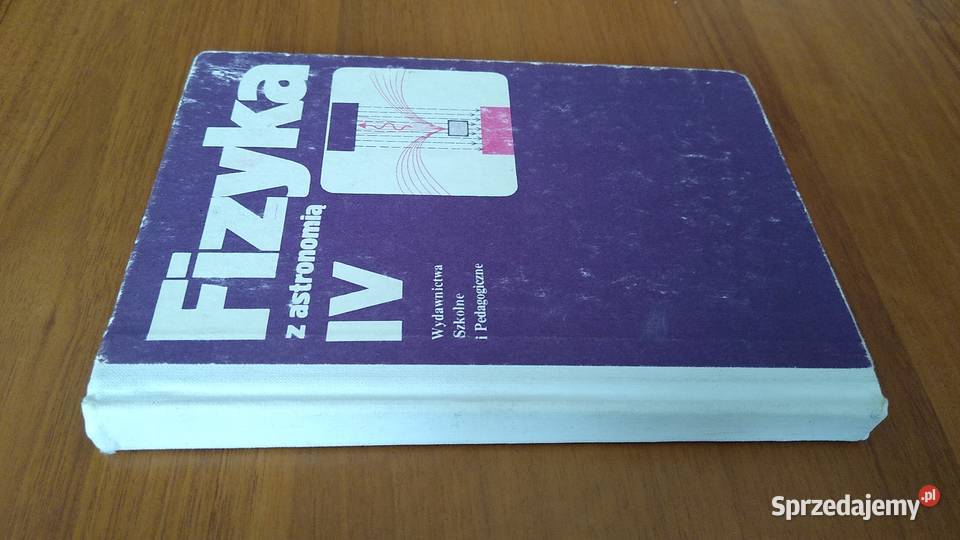 Fizyka
z astronomią
IV
Wydawnictwa
Szkolne
i Pedagogiczne
Sprzedajemy.pl